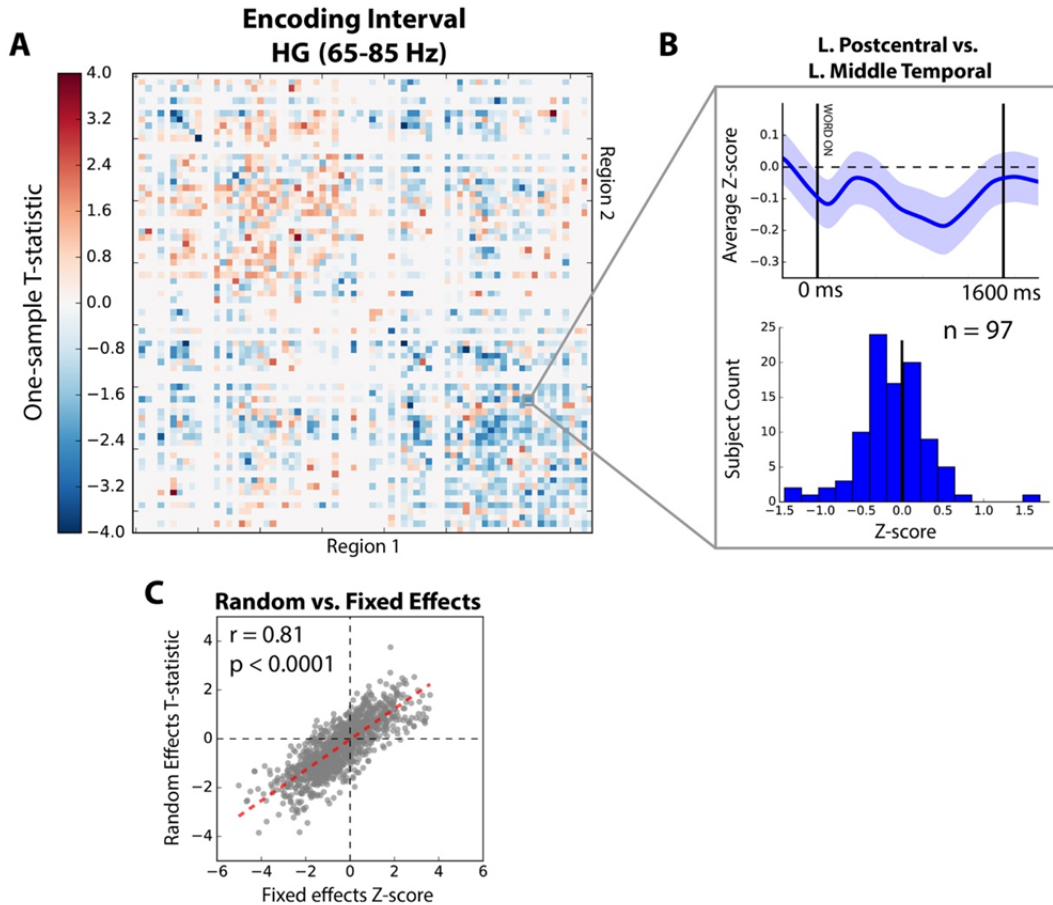 A
Encoding Interval
HG (65-85 Hz)
One-sample T-statistic
4.0
3.2
2.4
1.6
0.8
0.0
−0.8
−1.6
−2.4
−3.2
−4.0
Region 2
Region 1
B
L. Postcentral vs.
L. Middle Temporal
Average Z-score
0.1
0.0
−0.1
−0.2
−0.3
WORD ON
0 ms
1600 ms
n = 97
Subject Count
25
20
15
10
5
0
−1.5 −1.0 −0.5 0.0 0.5 1.0 1.5
Z-score
C
Random vs. Fixed Effects
r = 0.81
p < 0.0001
Random Effects T-statistic
4
2
0
−2
−4
−6 −4 −2 0 2 4 6
Fixed effects Z-score